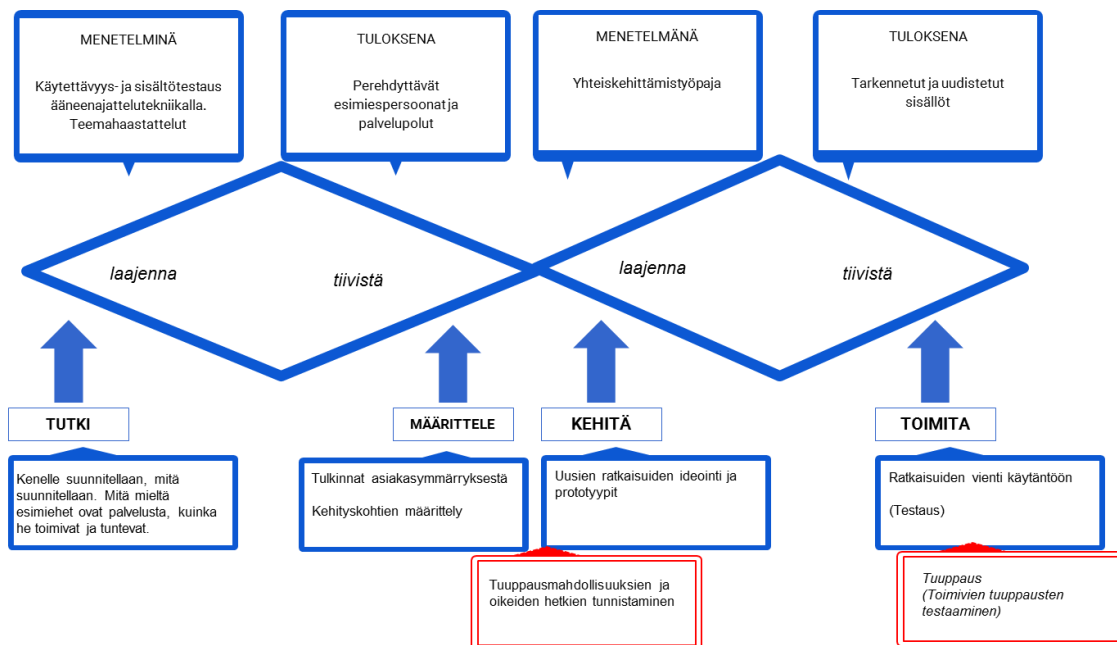 MENETELMINÄ
Käytettävyys- ja sisältötestaus
ääneenajattelutekniikalla.
Teemahaastattelut
TULOKSENA
Perehdyttävät
esimiespersoonat ja
palvelupolut
MENETELMÄNÄ
Yhteiskehittämistyöpaja
TULOKSENA
Tarkennetut ja uudistetut
sisällöt
laajenna
tiivistä
laajenna
tiivistä
TUTKI
MÄÄRITTELE
KEHITÄ
TOIMITA
Kenelle suunnitellaan, mitä
suunnitellaan. Mitä mieltä
esimiehet ovat palvelusta, kuinka
he toimivat ja tuntevat.
Tulkinnat asiakasymmärryksestä
Kehityskohtien määrittely
Uusien ratkaisuiden ideointi ja
prototyypit
Ratkaisuiden vienti käytäntöön
(Testaus)
Tuuppausmahdollisuuksien ja
oikeiden hetkien tunnistaminen
Tuuppaus
(Toimivien tuuppausten
testaaminen)